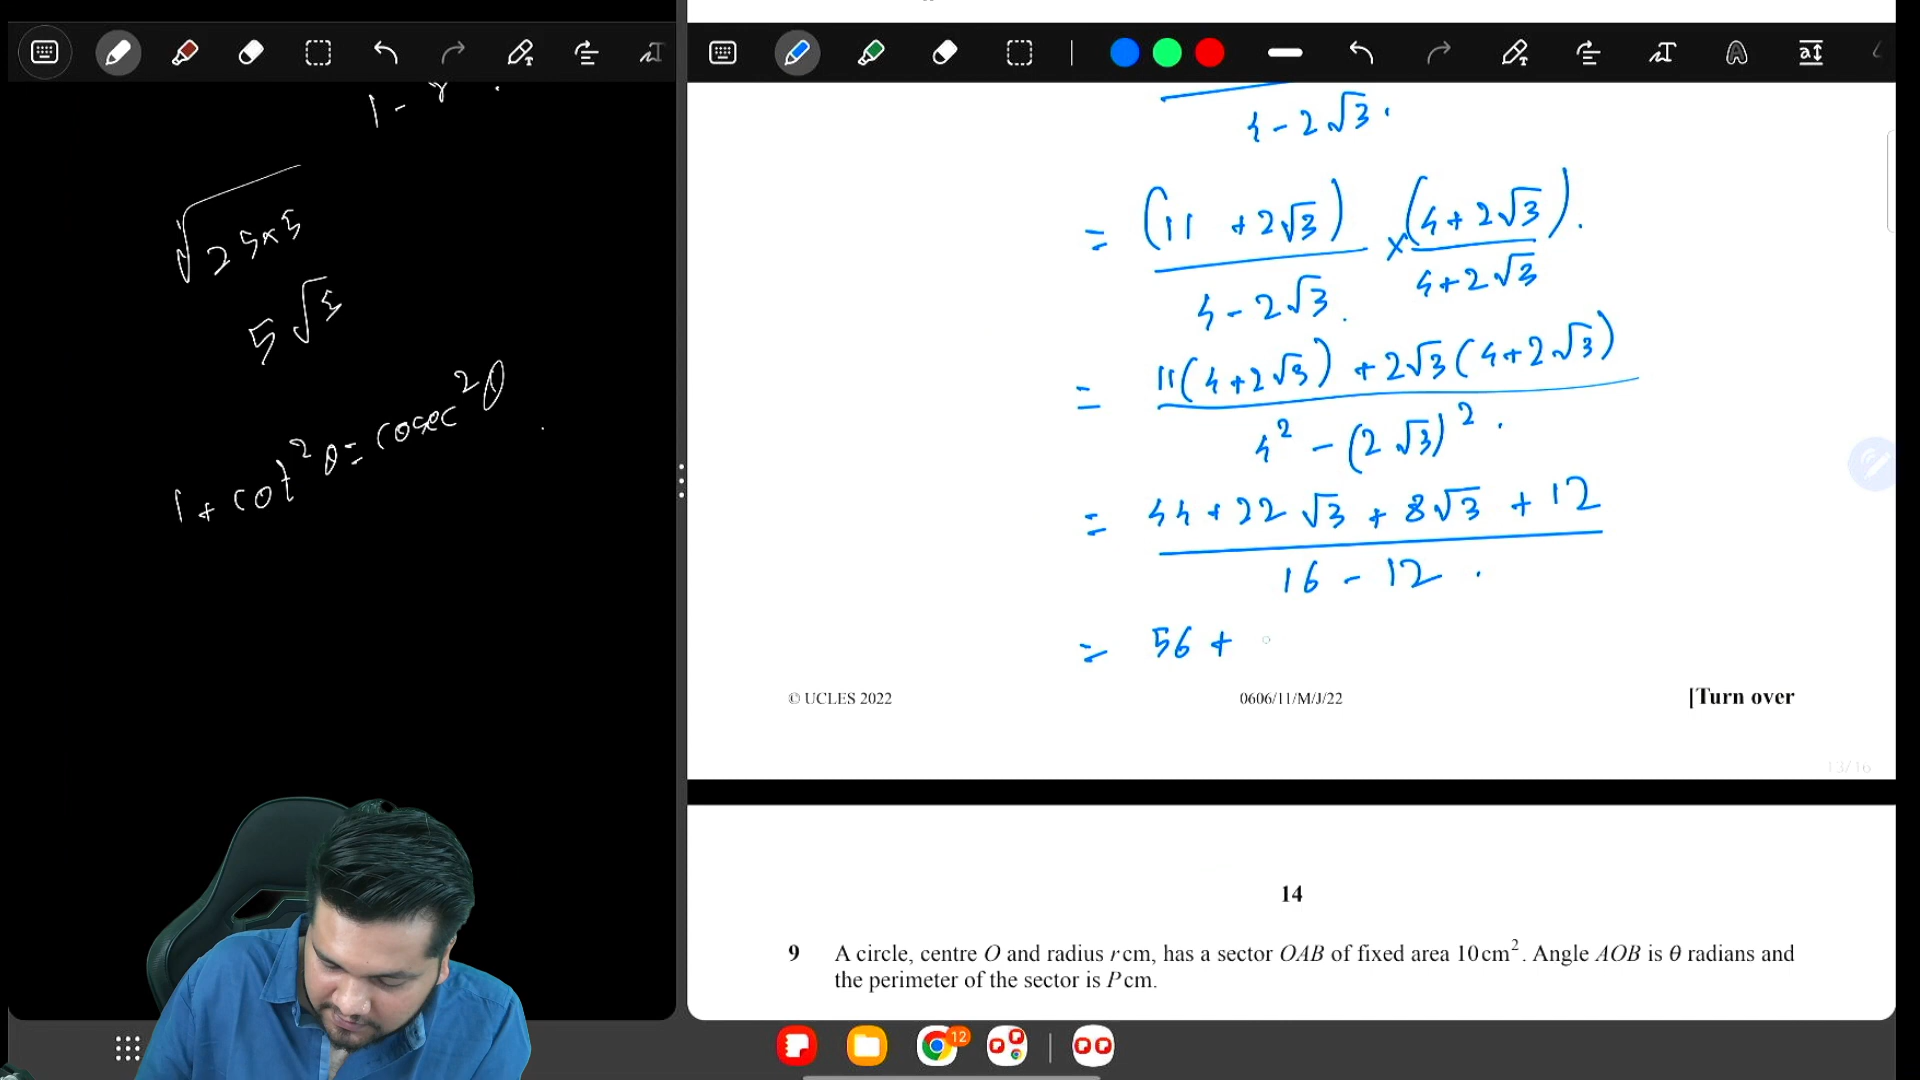 1 - r .
√25×5
5√5
1 + cot²θ = cosec²θ .
4 - 2√3 .
= (11 + 2√3) / 4 - 2√3 . × (4 + 2√3) / 4 + 2√3 .
= 11(4 + 2√3) + 2√3(4 + 2√3) / 4² - (2√3)² .
= 44 + 22√3 + 8√3 + 12 / 16 - 12 .
= 56 +
© UCLES 2022 0606/11/M/J/22 [Turn over
13/16
14
9 A circle, centre O and radius r cm, has a sector OAB of fixed area 10 cm². Angle AOB is θ radians and
the perimeter of the sector is P cm.
12